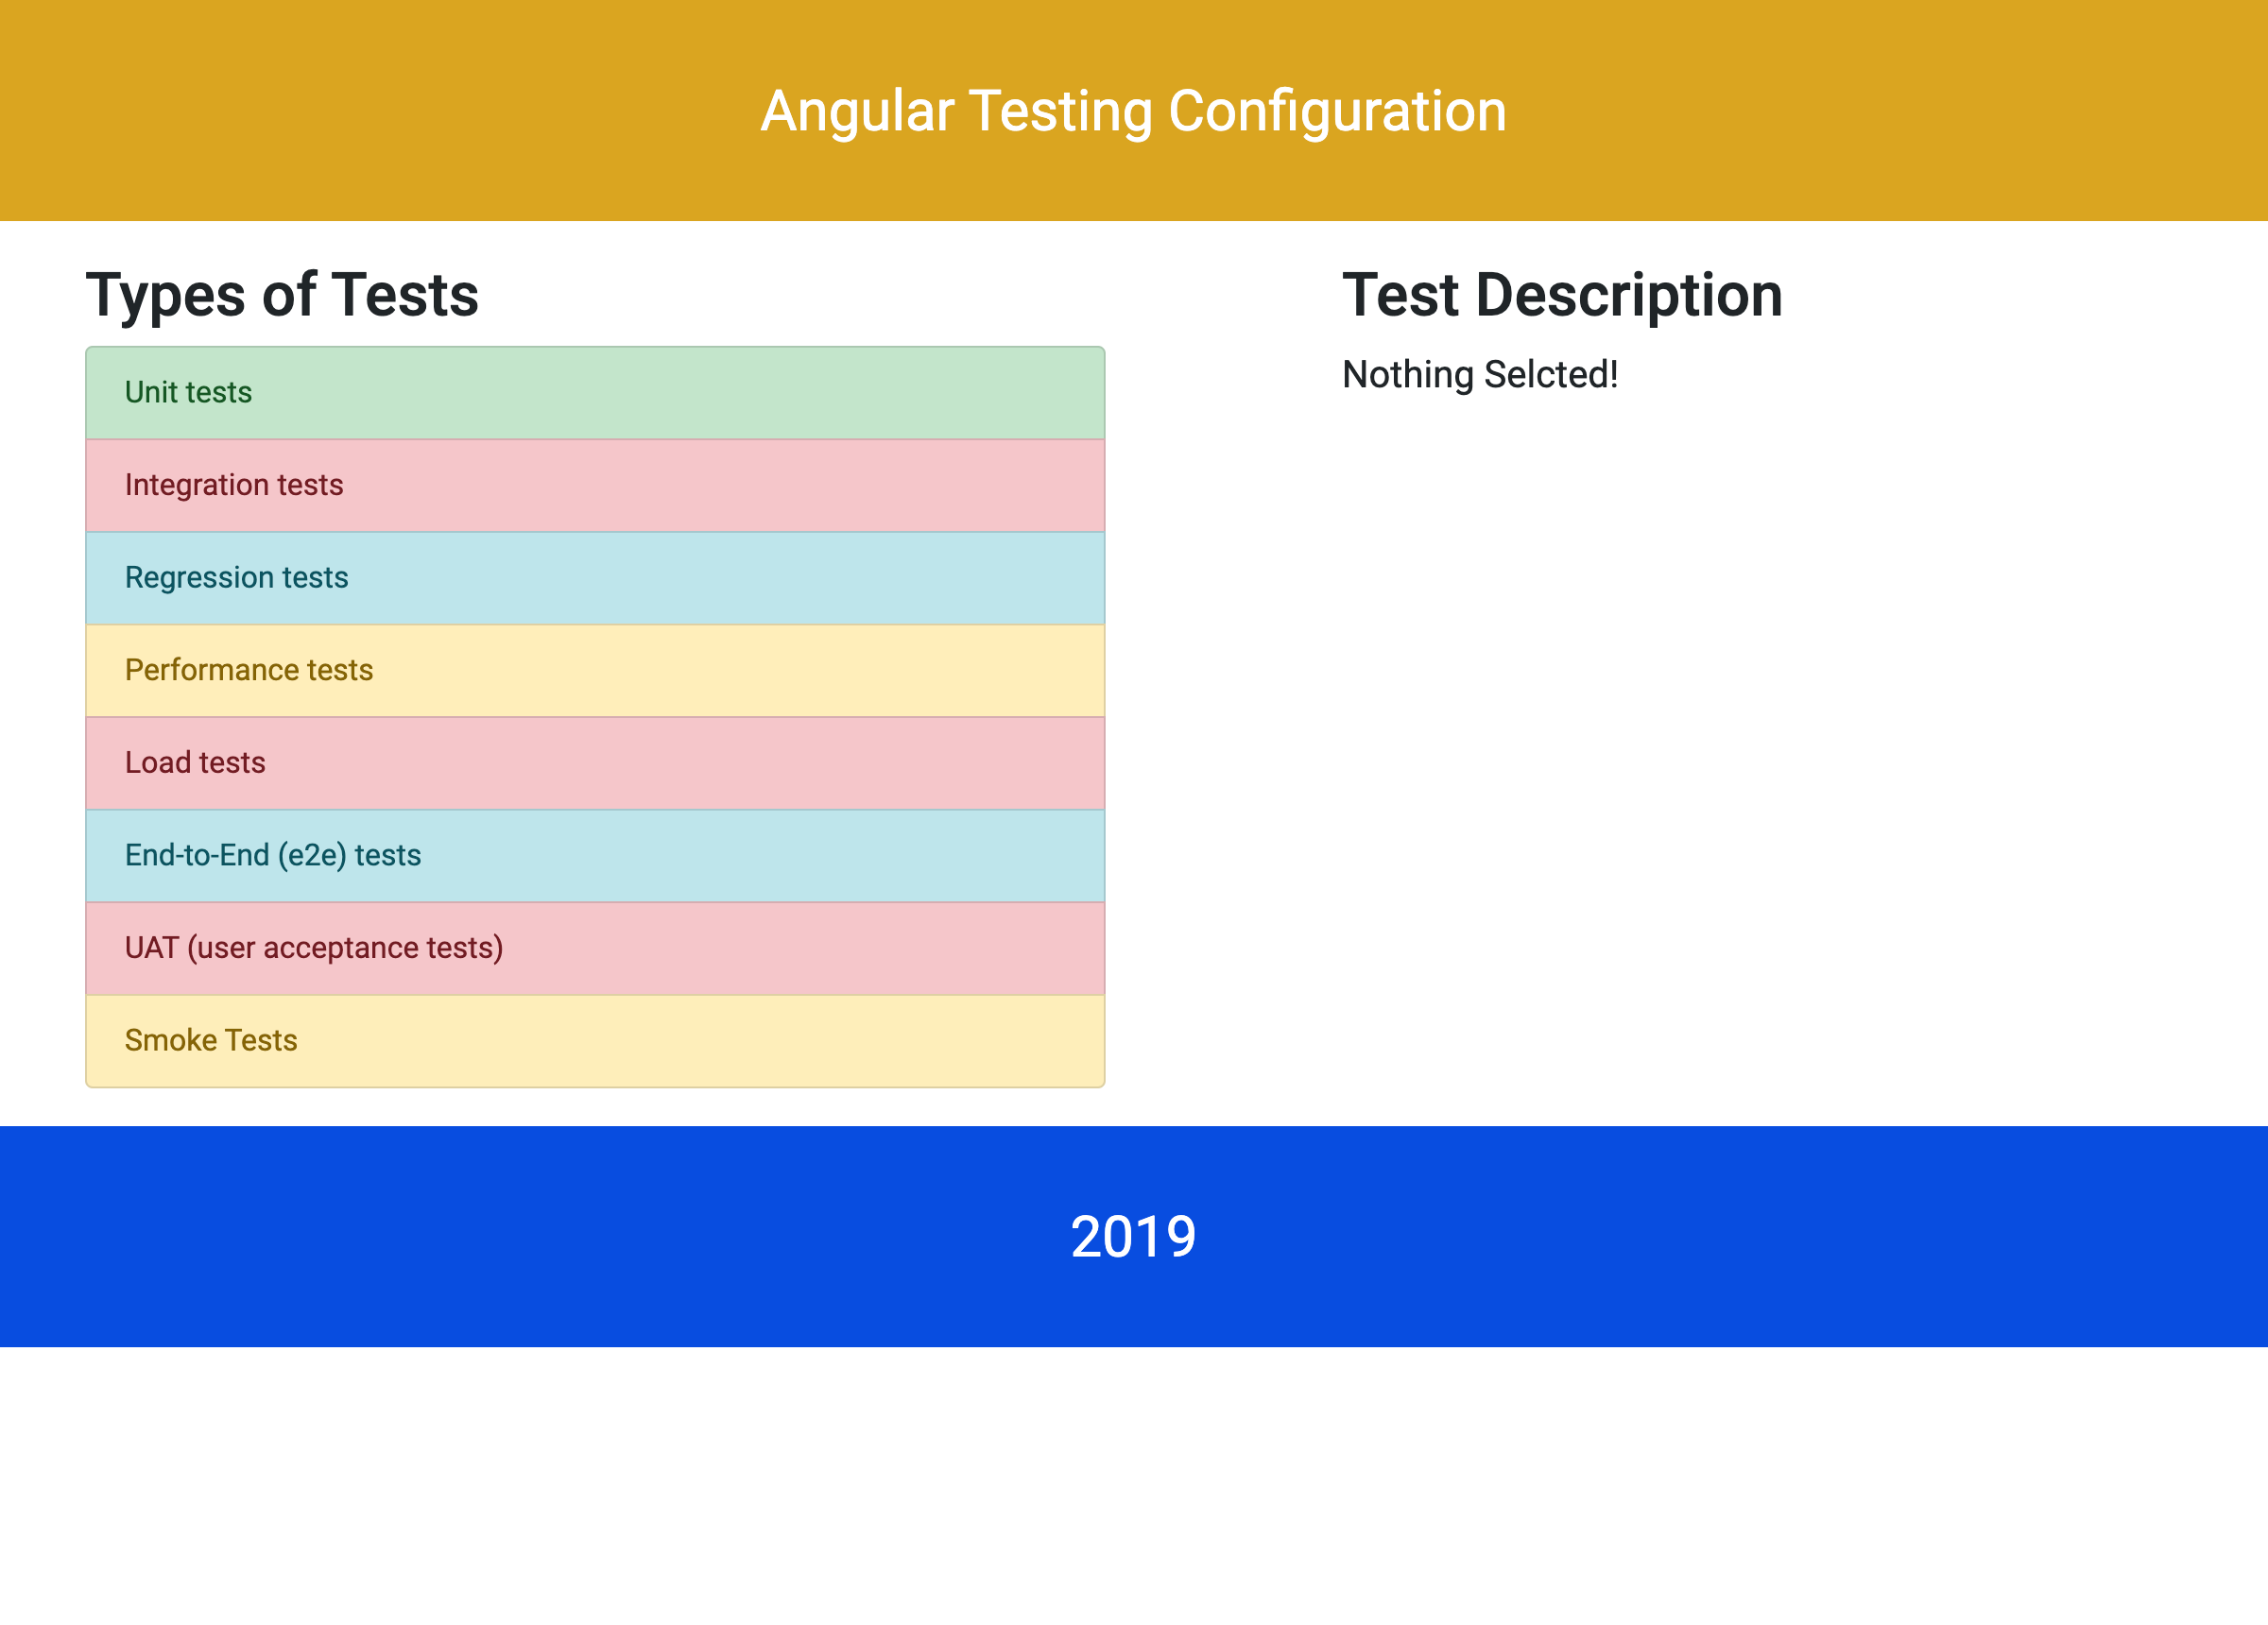 Angular Testing Configuration
Types of Tests
Unit tests
Integration tests
Regression tests
Performance tests
Load tests
End-to-End (e2e) tests
UAT (user acceptance tests)
Smoke Tests
Test Description
Nothing Selcted!
2019